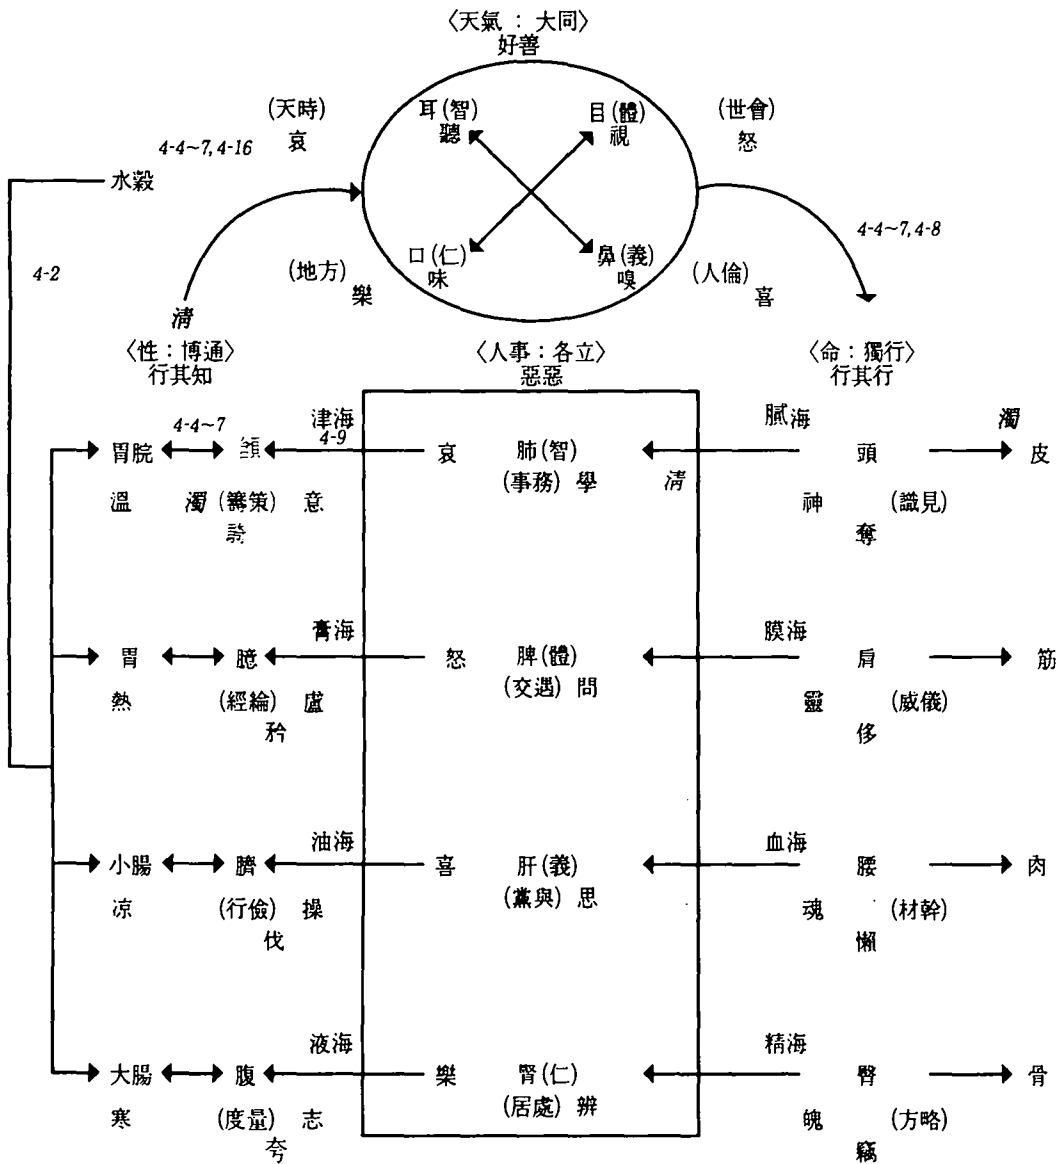 〈天氣 : 大同〉
好善
(天時)
哀
耳(智)
聽
目(體)
視
(世會)
怒
4-4~7, 4-16
水穀
4-4~7, 4-8
4-2
(地方)
樂
口(仁)
味
鼻(義)
嗅
(人倫)
喜
淸
〈性 : 博通〉
行其知
〈人事 : 各立〉
惡惡
〈命 : 獨行〉
行其行
津海
膩海
濁
4-4~7
4-9
胃脘
頷
哀
肺(智)
頭
皮
溫
濁
(籌策)
意
(事務) 學
淸
神
(識見)
奪
膏海
膜海
胃
臆
怒
脾(體)
肩
筋
熱
(經綸)
盧
(交遇) 問
靈
(威儀)
矜
侈
油海
血海
小腸
臍
喜
肝(義)
腰
肉
凉
(行儉)
操
(黨與) 思
魂
(材幹)
伐
懶
液海
精海
大腸
腹
樂
腎(仁)
臀
骨
寒
(度量)
志
(居處) 辨
魄
(方略)
夸
竊